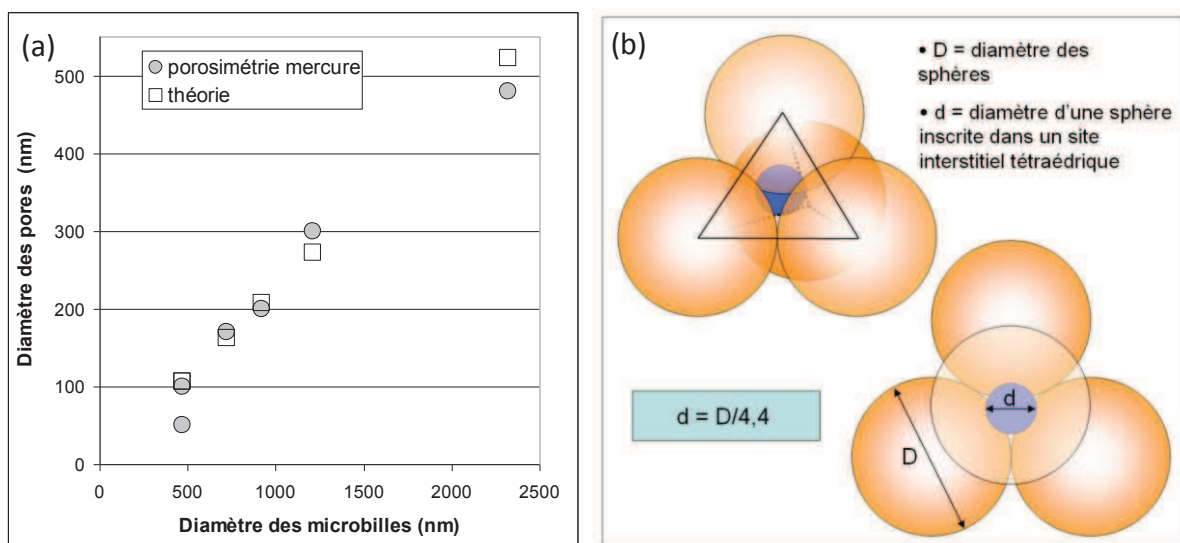 (a)
porosimétrie mercure
théorie
Diamètre des pores (nm)
500
400
300
200
100
0
0 500 1000 1500 2000 2500
Diamètre des microbilles (nm)
(b)
• D = diamètre des
sphères
• d = diamètre d'une sphère
inscrite dans un site
interstitiel tétraédrique
d = D/4,4
d
D